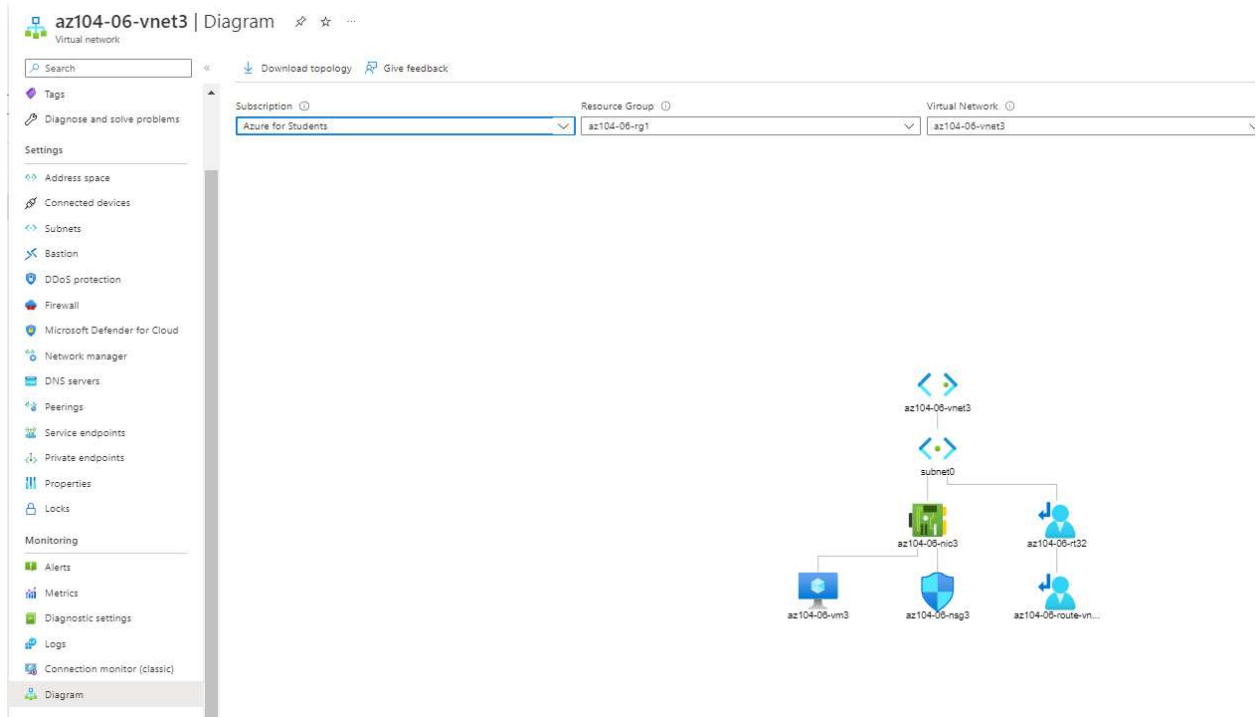 az104-06-vnet3 | Diagram
Virtual network
Search
Download topology Give feedback
Tags
Diagnose and solve problems
Subscription Resource Group Virtual Network
Azure for Students az104-06-rg1 az104-06-vnet3
Settings
Address space
Connected devices
Subnets
Bastion
DDoS protection
Firewall
Microsoft Defender for Cloud
Network manager
DNS servers
Peerings
Service endpoints
Private endpoints
Properties
Locks
Monitoring
Alerts
Metrics
Diagnostic settings
Logs
Connection monitor (classic)
Diagram
az104-06-vnet3
subnet0
az104-06-nic3 az104-06-rt32
az104-06-vm3 az104-06-nsg3 az104-06-route-vn...